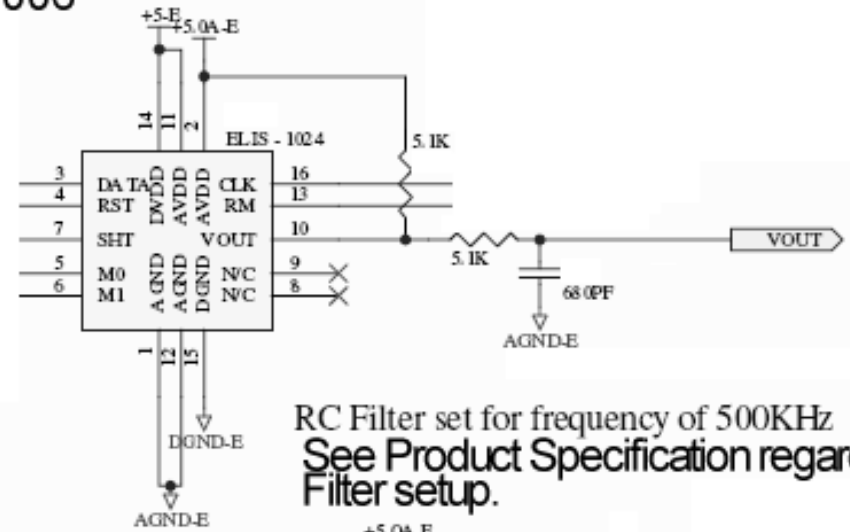 +5-E
+5.0A-E
14
11
2
ELIS - 1024
5.1K
3
DATA
DVDD
AVDD
AVDD
CLK
16
4
RST
RM
13
7
SHT
VOUT
10
VOUT
5
M0
AGND
AGND
DGND
N/C
9
6
M1
N/C
8
5.1K
680PF
AGND-E
1
12
15
DGND-E
AGND-E
RC Filter set for frequency of 500KHz
See Product Specification regar
Filter setup.
+5.0A-E